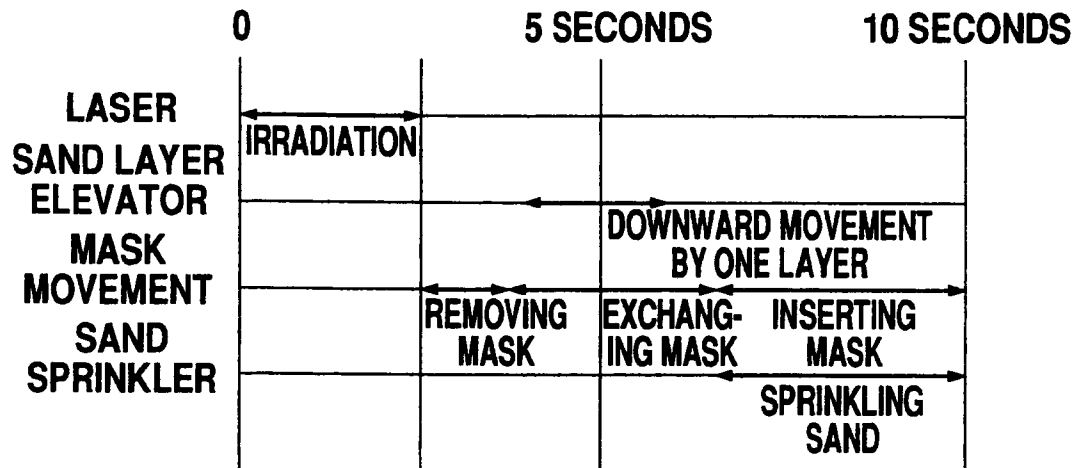 0 5 SECONDS 10 SECONDS
LASER
IRRADIATION
SAND LAYER
ELEVATOR
DOWNWARD MOVEMENT
BY ONE LAYER
MASK
MOVEMENT
REMOVING
MASK
EXCHANG-
ING MASK
INSERTING
MASK
SAND
SPRINKLER
SPRINKLING
SAND